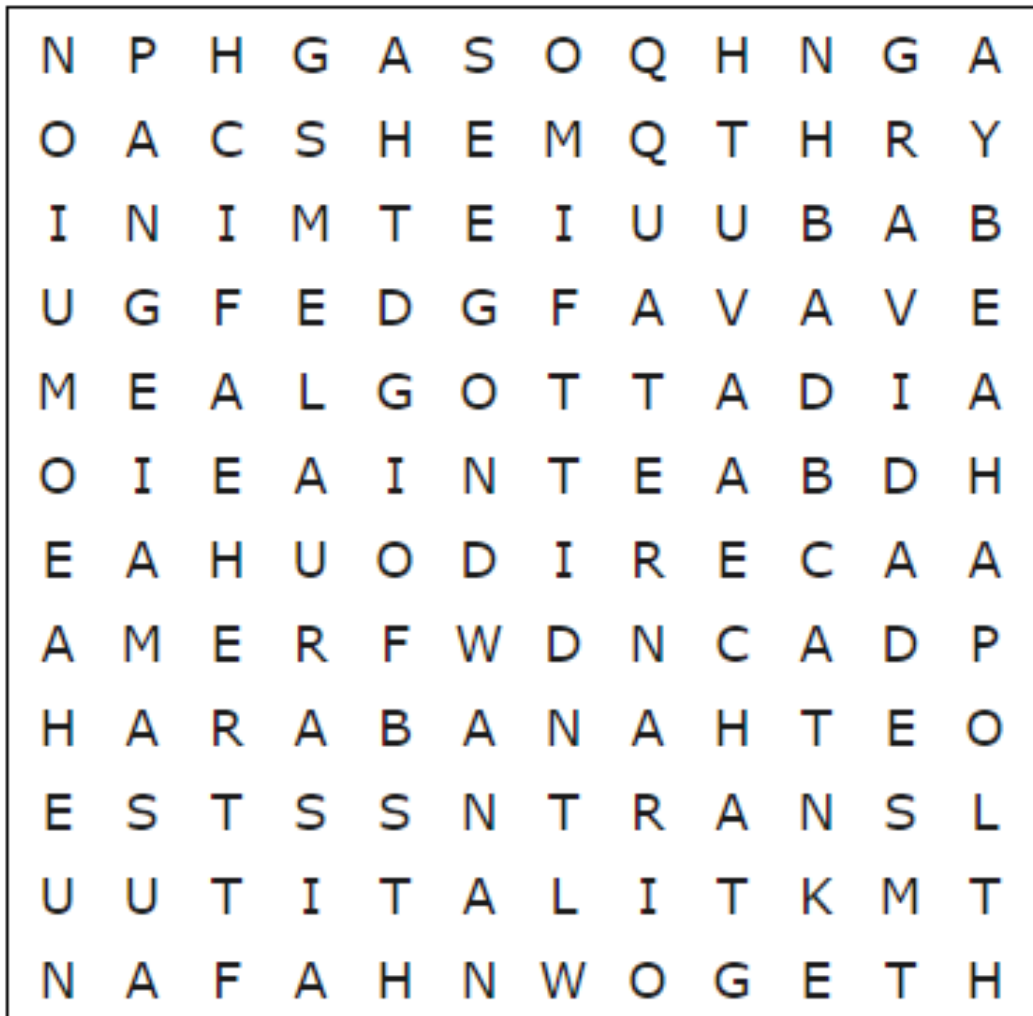 N P H G A S O Q H N G A
O A C S H E M Q T H R Y
I N I M T E I U U B A B
U G F E D G F A V A V E
M E A L G O T T A D I A
O I E A I N T E A B D H
E A H U O D I R E C A A
A M E R F W D N C A D P
H A R A B A N A H T E O
E S T S S N T R A N S L
U U T I T A L I T K M T
N A F A H N W O G E T H